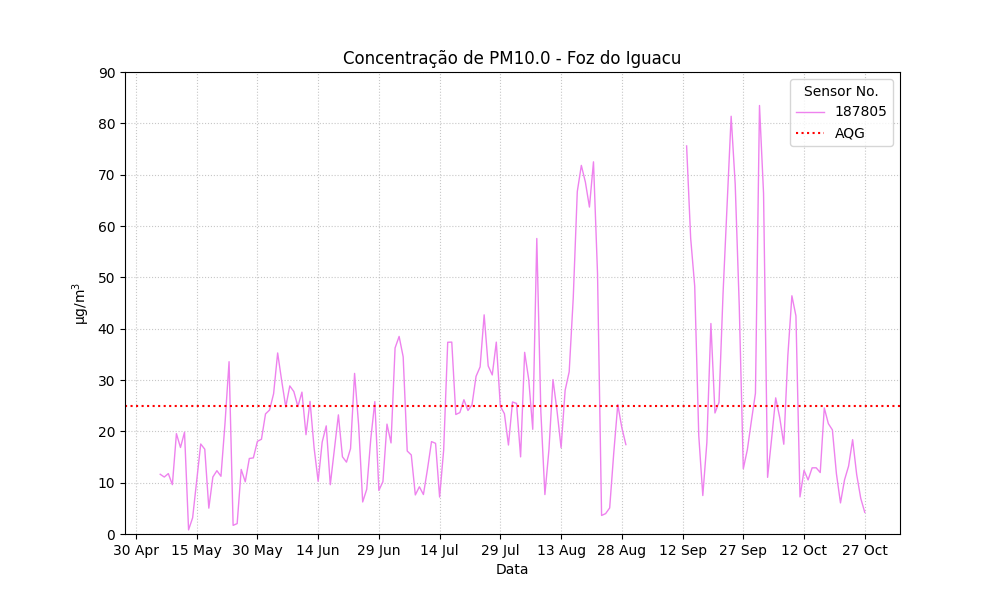 Concentração de PM10.0 - Foz do Iguacu
Sensor No.
187805
AQG
90
80
70
60
50
40
30
20
10
0
µg/m³
30 Apr 15 May 30 May 14 Jun 29 Jun 14 Jul 29 Jul 13 Aug 28 Aug 12 Sep 27 Sep 12 Oct 27 Oct
Data